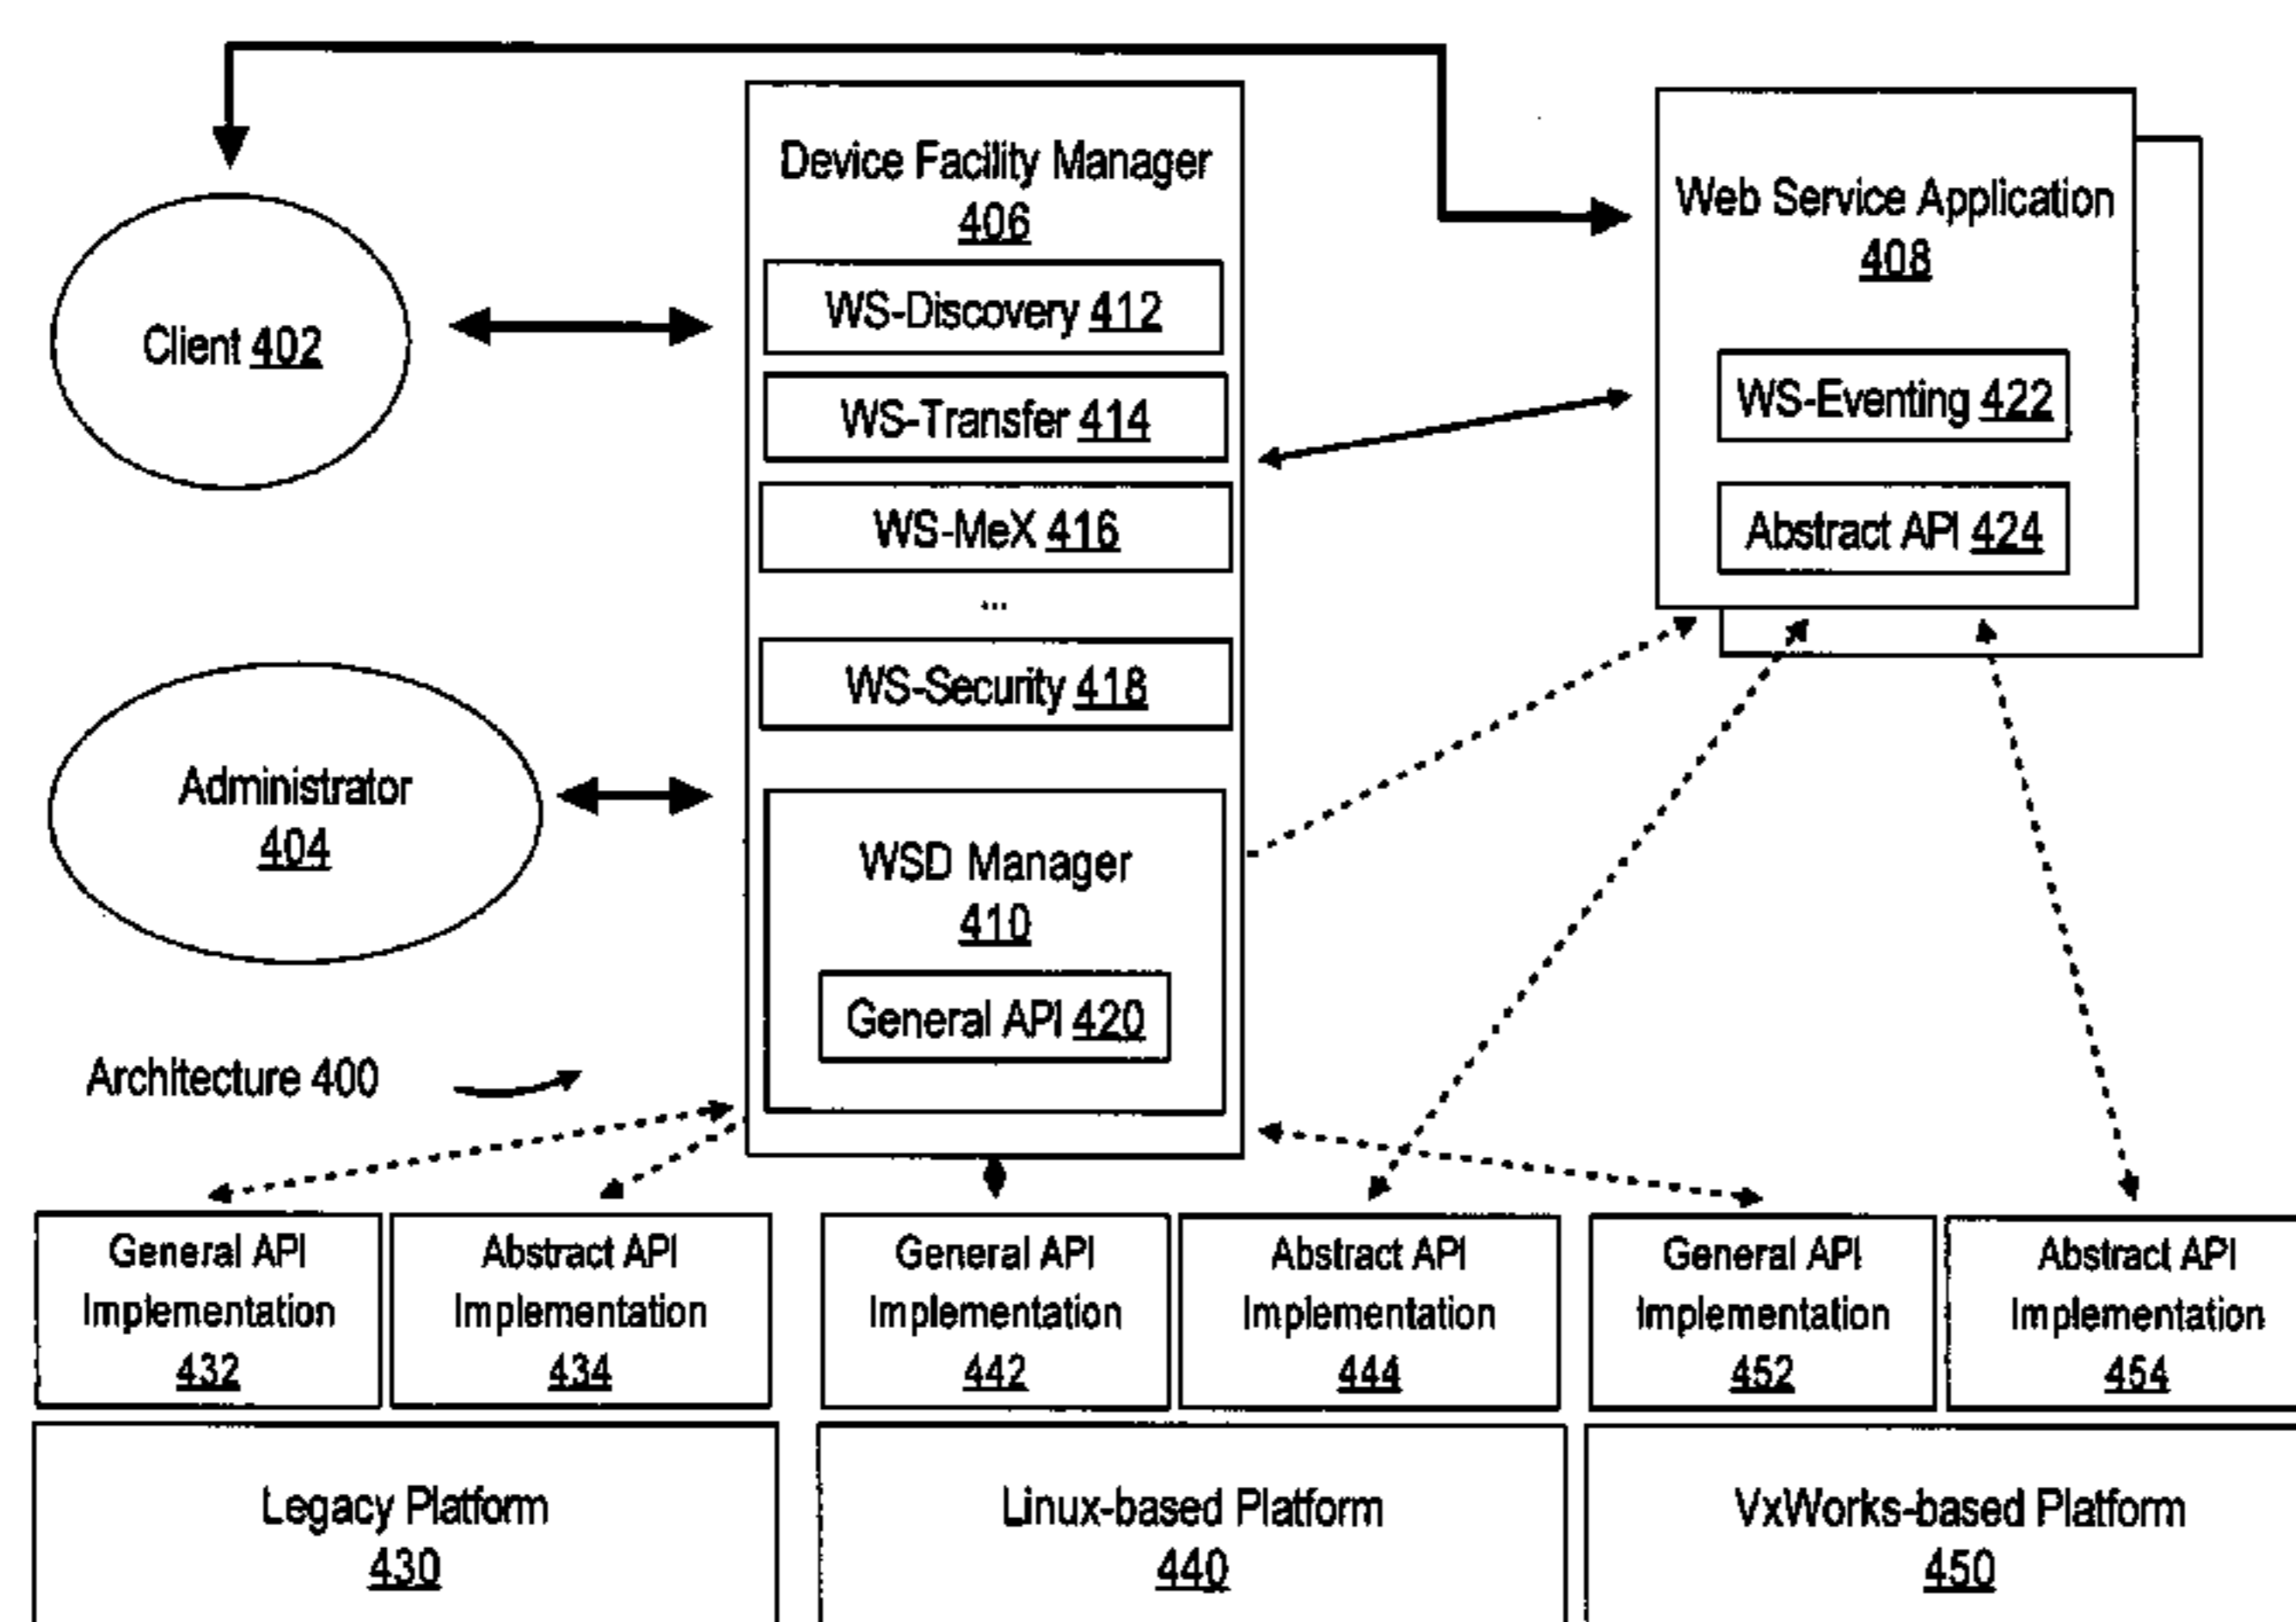 Device Facility Manager
406
Web Service Application
408
WS-Discovery 412
Client 402
WS-Transfer 414
WS-Eventing 422
WS-MeX 416
Abstract API 424
...
WS-Security 418
Administrator
404
WSD Manager
410
General API 420
Architecture 400
General API
Implementation
432
Abstract API
Implementation
434
General API
Implementation
442
Abstract API
Implementation
444
General API
Implementation
452
Abstract API
Implementation
454
Legacy Platform
430
Linux-based Platform
440
VxWorks-based Platform
450